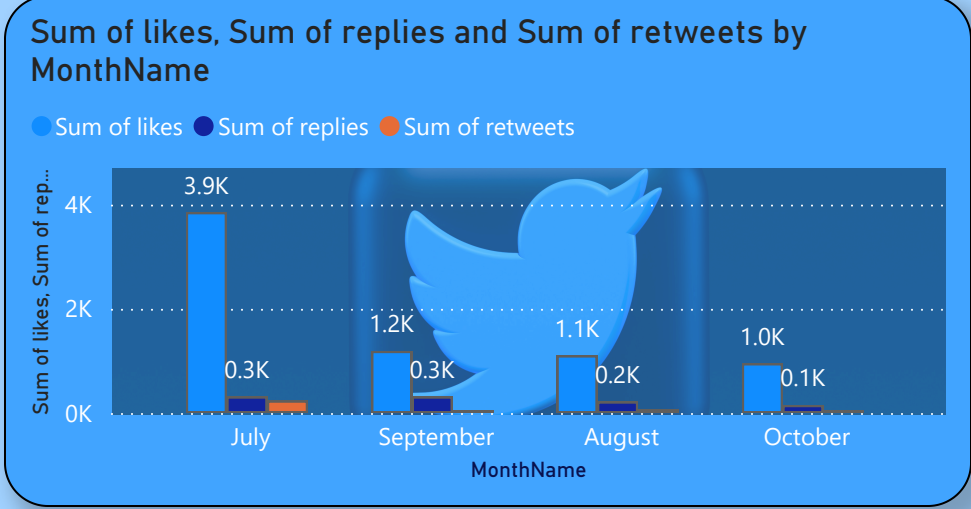 Sum of likes, Sum of replies and Sum of retweets by
MonthName
Sum of likes Sum of replies Sum of retweets
Sum of likes, Sum of rep...
4K
2K
0K
3.9K
0.3K
1.2K
0.3K
1.1K
0.2K
1.0K
0.1K
July September August October
MonthName